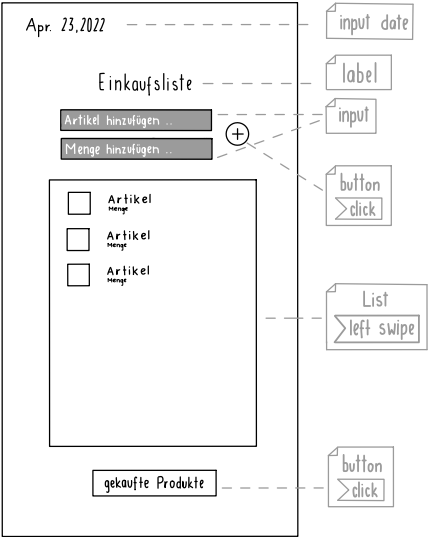 Apr. 23,2022
input date
Einkaufsliste
label
Artikel hinzufügen ..
input
Menge hinzufügen ..
button
click
Artikel
Menge
Artikel
Menge
Artikel
Menge
List
left swipe
gekaufte Produkte
button
click